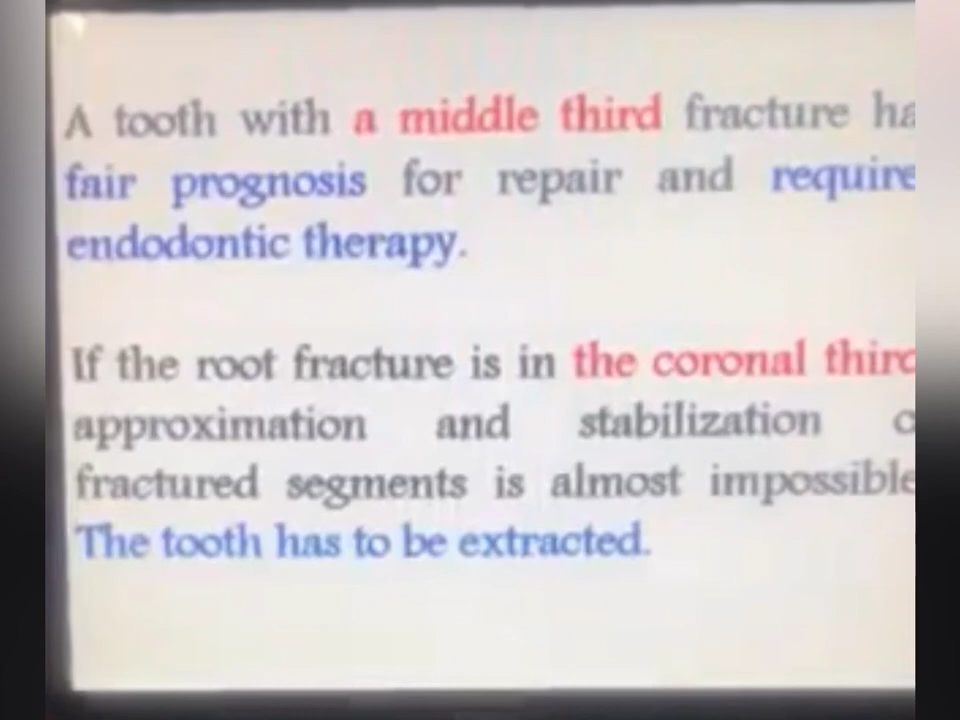 A tooth with a middle third fracture ha
fair prognosis for repair and require
endodontic therapy.
If the root fracture is in the coronal third
approximation and stabilization o
fractured segments is almost impossible
The tooth has to be extracted.